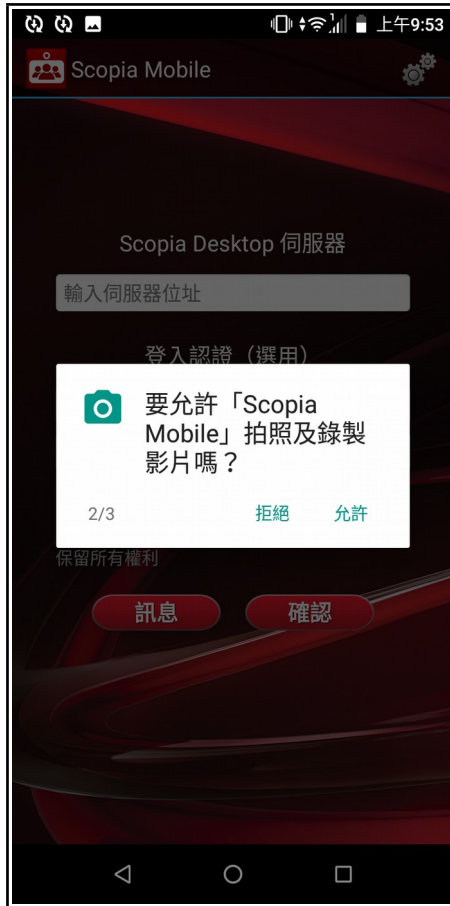 上午9:53
Scopia Mobile
Scopia Desktop 伺服器
輸入伺服器位址
登入認證（選用）
要允許「Scopia
Mobile」拍照及錄製
影片嗎？
2/3
拒絕
允許
保留所有權利
訊息
確認